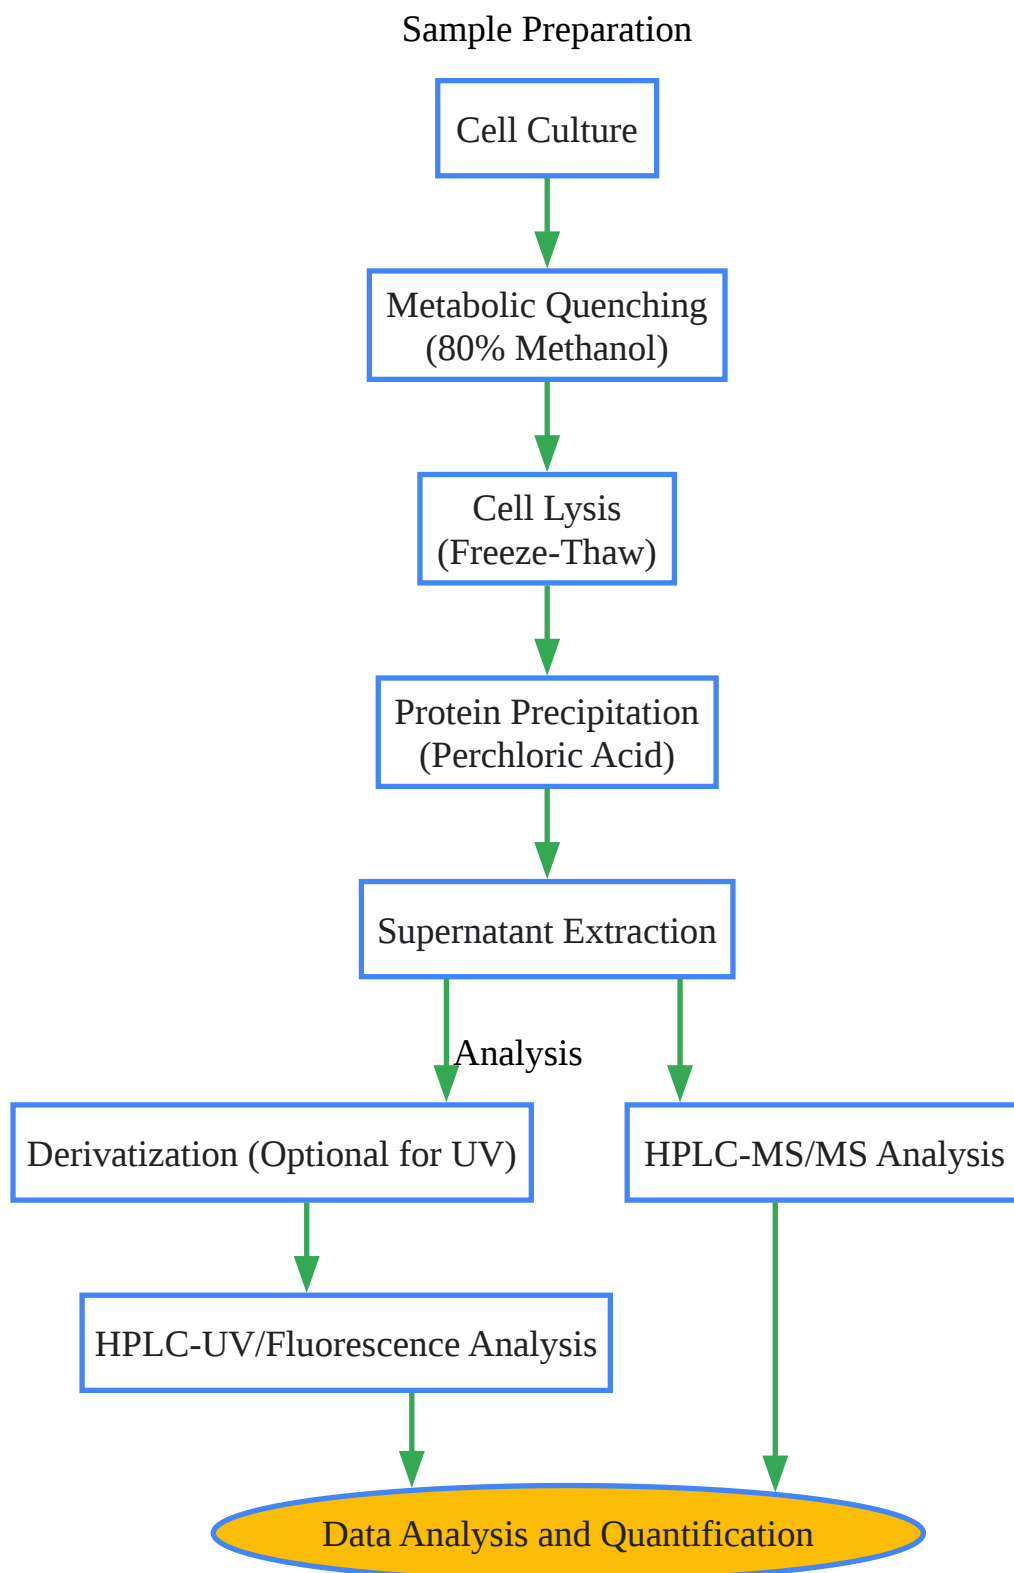 Sample Preparation
Cell Culture
Metabolic Quenching
(80% Methanol)
Cell Lysis
(Freeze-Thaw)
Protein Precipitation
(Perchloric Acid)
Supernatant Extraction
Analysis
Derivatization (Optional for UV)
HPLC-MS/MS Analysis
HPLC-UV/Fluorescence Analysis
Data Analysis and Quantification